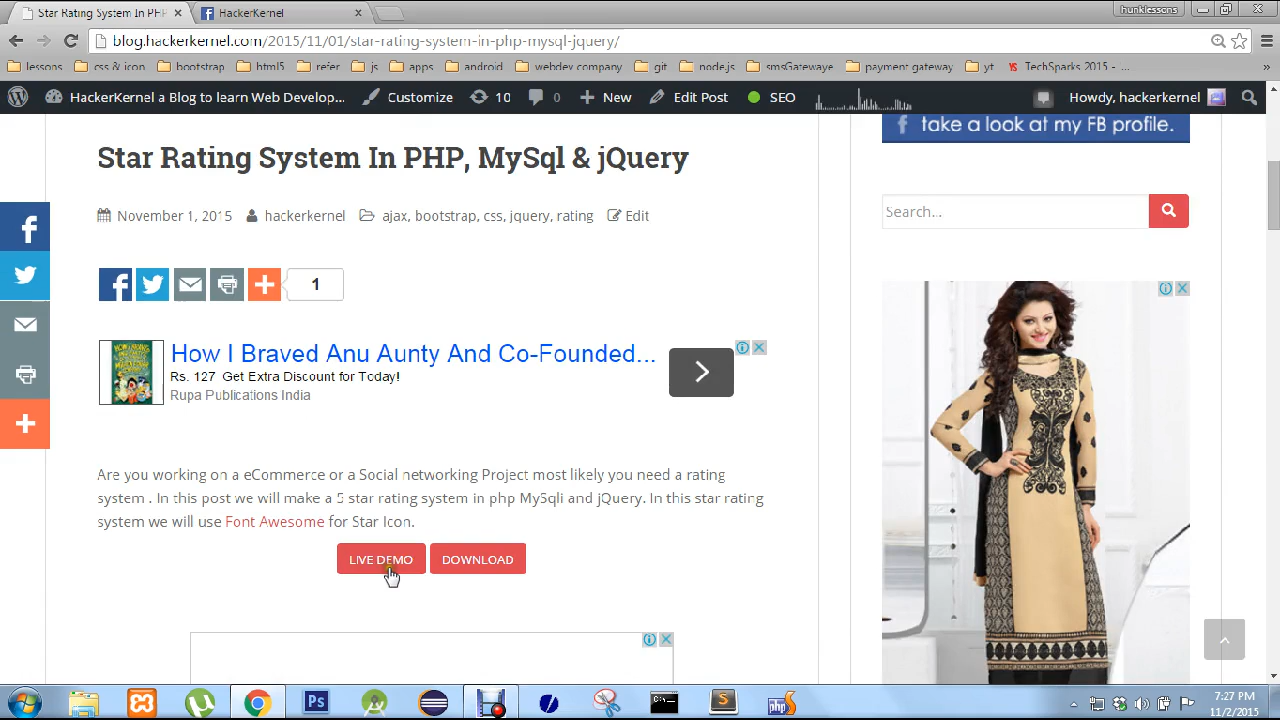 Star Rating System In PHP
HackerKernel
hunklessons
blog.hackerkernel.com/2015/11/01/star-rating-system-in-php-mysql-jquery/
lessons
css & icon
bootstrap
html5
refer
js
apps
android
webdev company
git
node.js
smsGatewaye
payment gateway
yt
YS TechSparks 2015 - ...
»
HackerKernel a Blog to learn Web Develop...
Customize
10
0
New
Edit Post
SEO
Howdy, hackerkernel
f take a look at my FB profile.
Star Rating System In PHP, MySql & jQuery
November 1, 2015 hackerkernel ajax, bootstrap, css, jquery, rating Edit
Search...
1
How I Braved Anu Aunty And Co-Founded...
Rs. 127 Get Extra Discount for Today!
Rupa Publications India
Are you working on a eCommerce or a Social networking Project most likely you need a rating
system . In this post we will make a 5 star rating system in php MySqli and jQuery. In this star rating
system we will use Font Awesome for Star Icon.
LIVE DEMO
DOWNLOAD
Ps
php
7:27 PM
11/2/2015